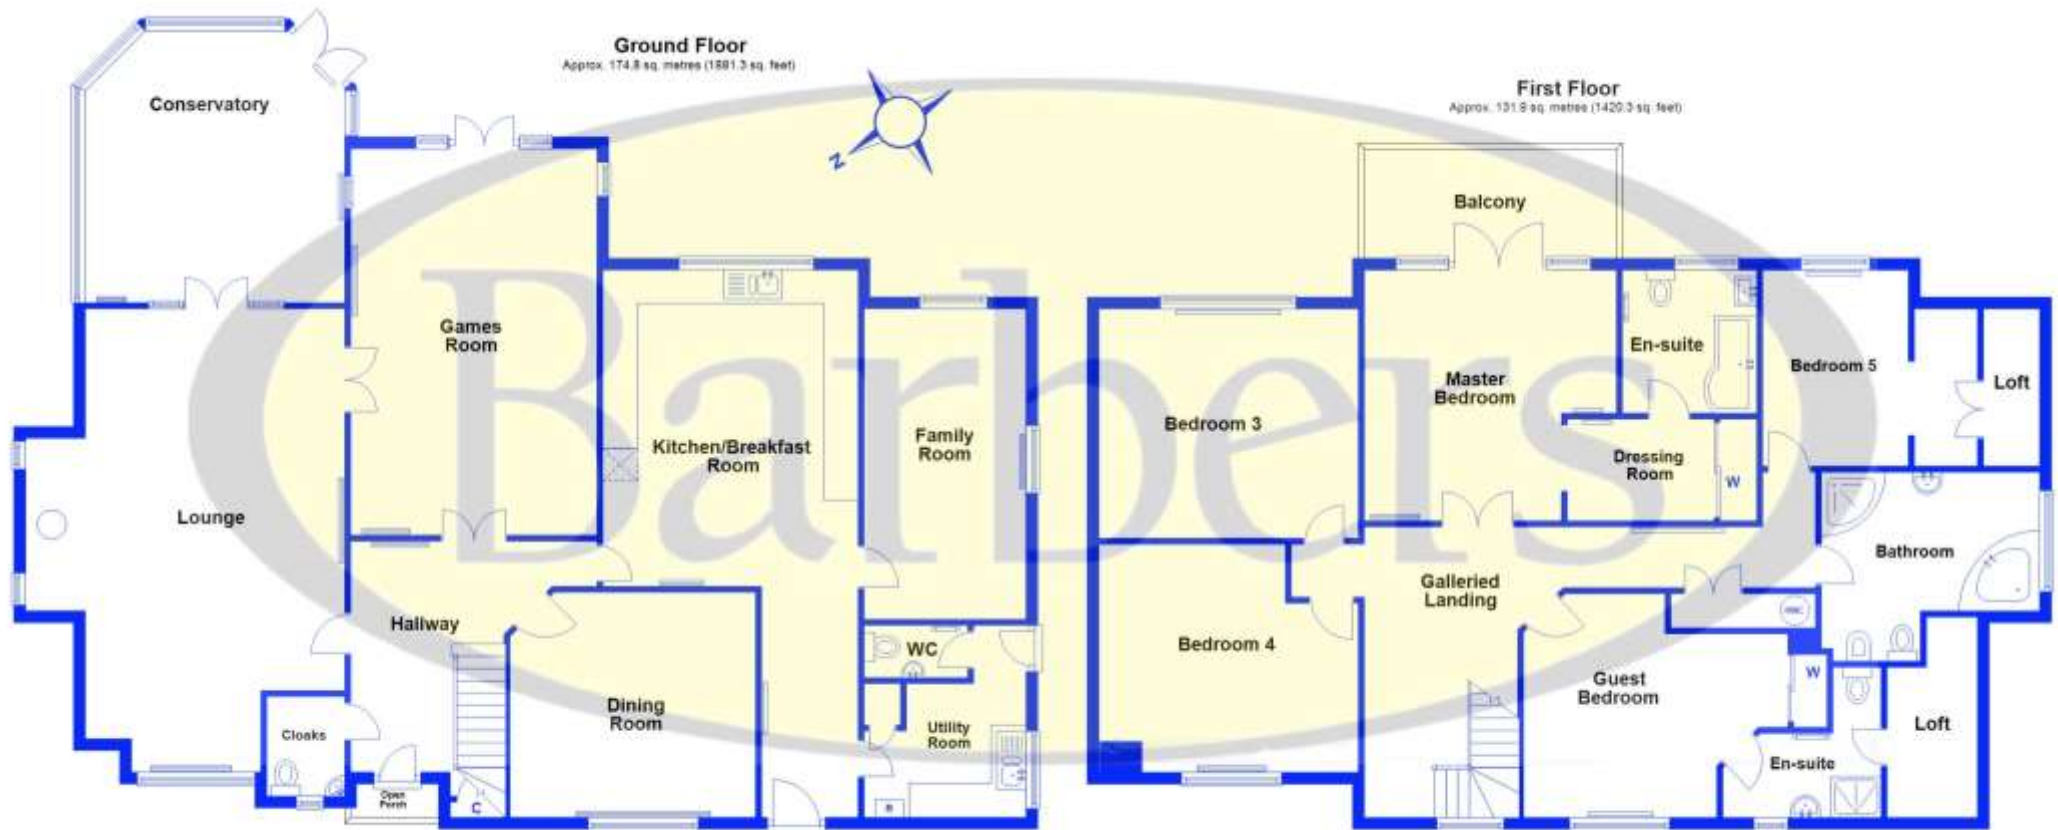 Ground Floor
Approx. 174.8 sq. metres (1881.3 sq. feet)
Conservatory
Games
Room
Kitchen/Breakfast
Room
Family
Room
Lounge
Hallway
WC
Dining
Room
Cloaks
Utility
Room
Open
Porch
C
B
N
Barbers
First Floor
Approx. 131.9 sq. metres (1420.3 sq. feet)
Balcony
En-suite
Master
Bedroom
Bedroom 5
Loft
Bedroom 3
Dressing
Room
W
Bathroom
Galleried
Landing
HWC
Bedroom 4
Guest
Bedroom
W
Loft
En-suite